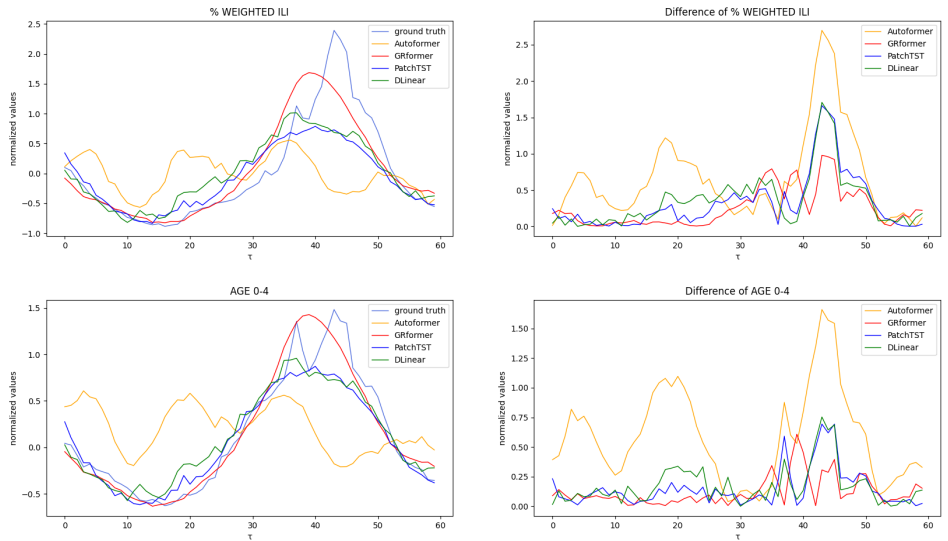 % WEIGHTED ILI
normalized values
2.5
2.0
1.5
1.0
0.5
0.0
−0.5
−1.0
ground truth
Autoformer
GRformer
PatchTST
DLinear
0 10 20 30 40 50 60
τ
Difference of % WEIGHTED ILI
normalized values
2.5
2.0
1.5
1.0
0.5
0.0
Autoformer
GRformer
PatchTST
DLinear
0 10 20 30 40 50 60
τ
AGE 0-4
normalized values
1.5
1.0
0.5
0.0
−0.5
ground truth
Autoformer
GRformer
PatchTST
DLinear
0 10 20 30 40 50 60
τ
Difference of AGE 0-4
normalized values
1.50
1.25
1.00
0.75
0.50
0.25
0.00
Autoformer
GRformer
PatchTST
DLinear
0 10 20 30 40 50 60
τ